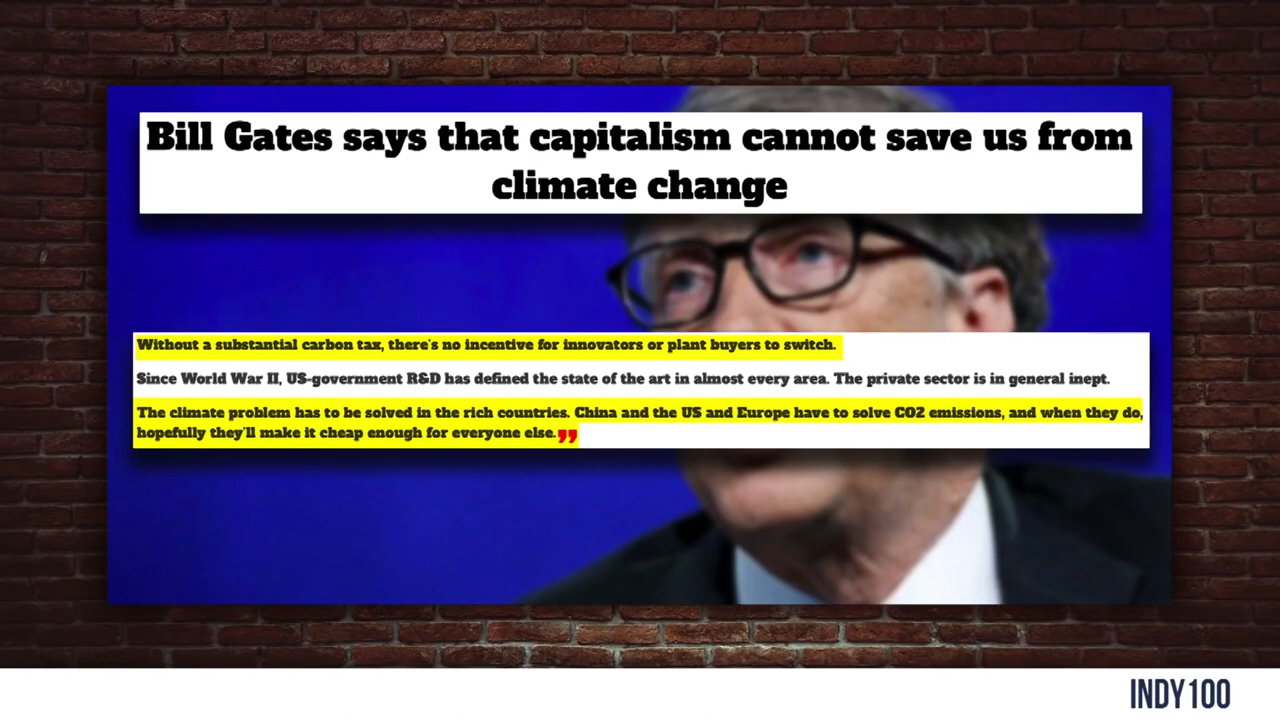 Bill Gates says that capitalism cannot save us from
climate change
Without a substantial carbon tax, there's no incentive for innovators or plant buyers to switch.
Since World War II, US-government R&D has defined the state of the art in almost every area. The private sector is in general inept.
The climate problem has to be solved in the rich countries. China and the US and Europe have to solve CO2 emissions, and when they do,
hopefully they'll make it cheap enough for everyone else.”
INDY100